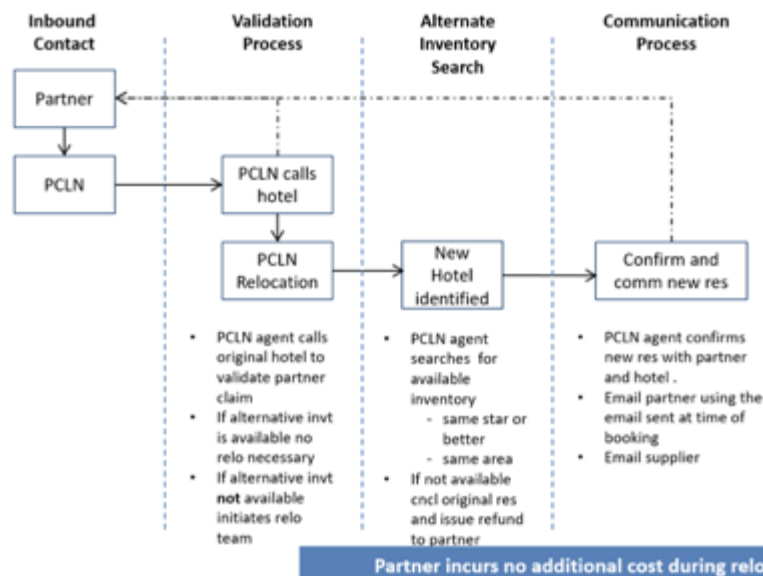 Inbound
Contact
Validation
Process
Alternate
Inventory
Search
Communication
Process
Partner
PCLN
PCLN calls
hotel
PCLN
Relocation
New
Hotel
identified
Confirm and
comm new res
• PCLN agent calls
original hotel to
validate partner
claim
• If alternative invt
is available no
relo necessary
• If alternative invt
not available
initiates relo
team
• PCLN agent
searches for
available
inventory
- same star or
better
- same area
• If not available
cncl original res
and issue refund
to partner
• PCLN agent confirms
new res with partner
and hotel .
• Email partner using the
email sent at time of
booking
• Email supplier
Partner incurs no additional cost during relo